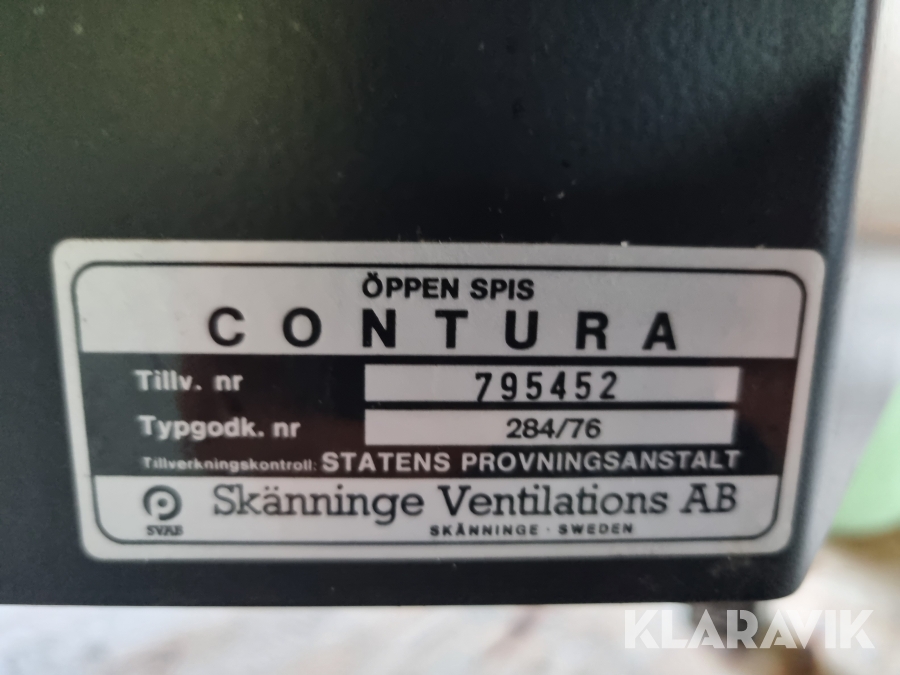 ÖPPEN SPIS
CONTURA
Tillv. nr 795452
Typgodk. nr 284/76
Tillverkningskontroll: STATENS PROVNINGSANSTALT
SVAB
Skänninge Ventilations AB
SKÄNNINGE · SWEDEN
KLARAVIK